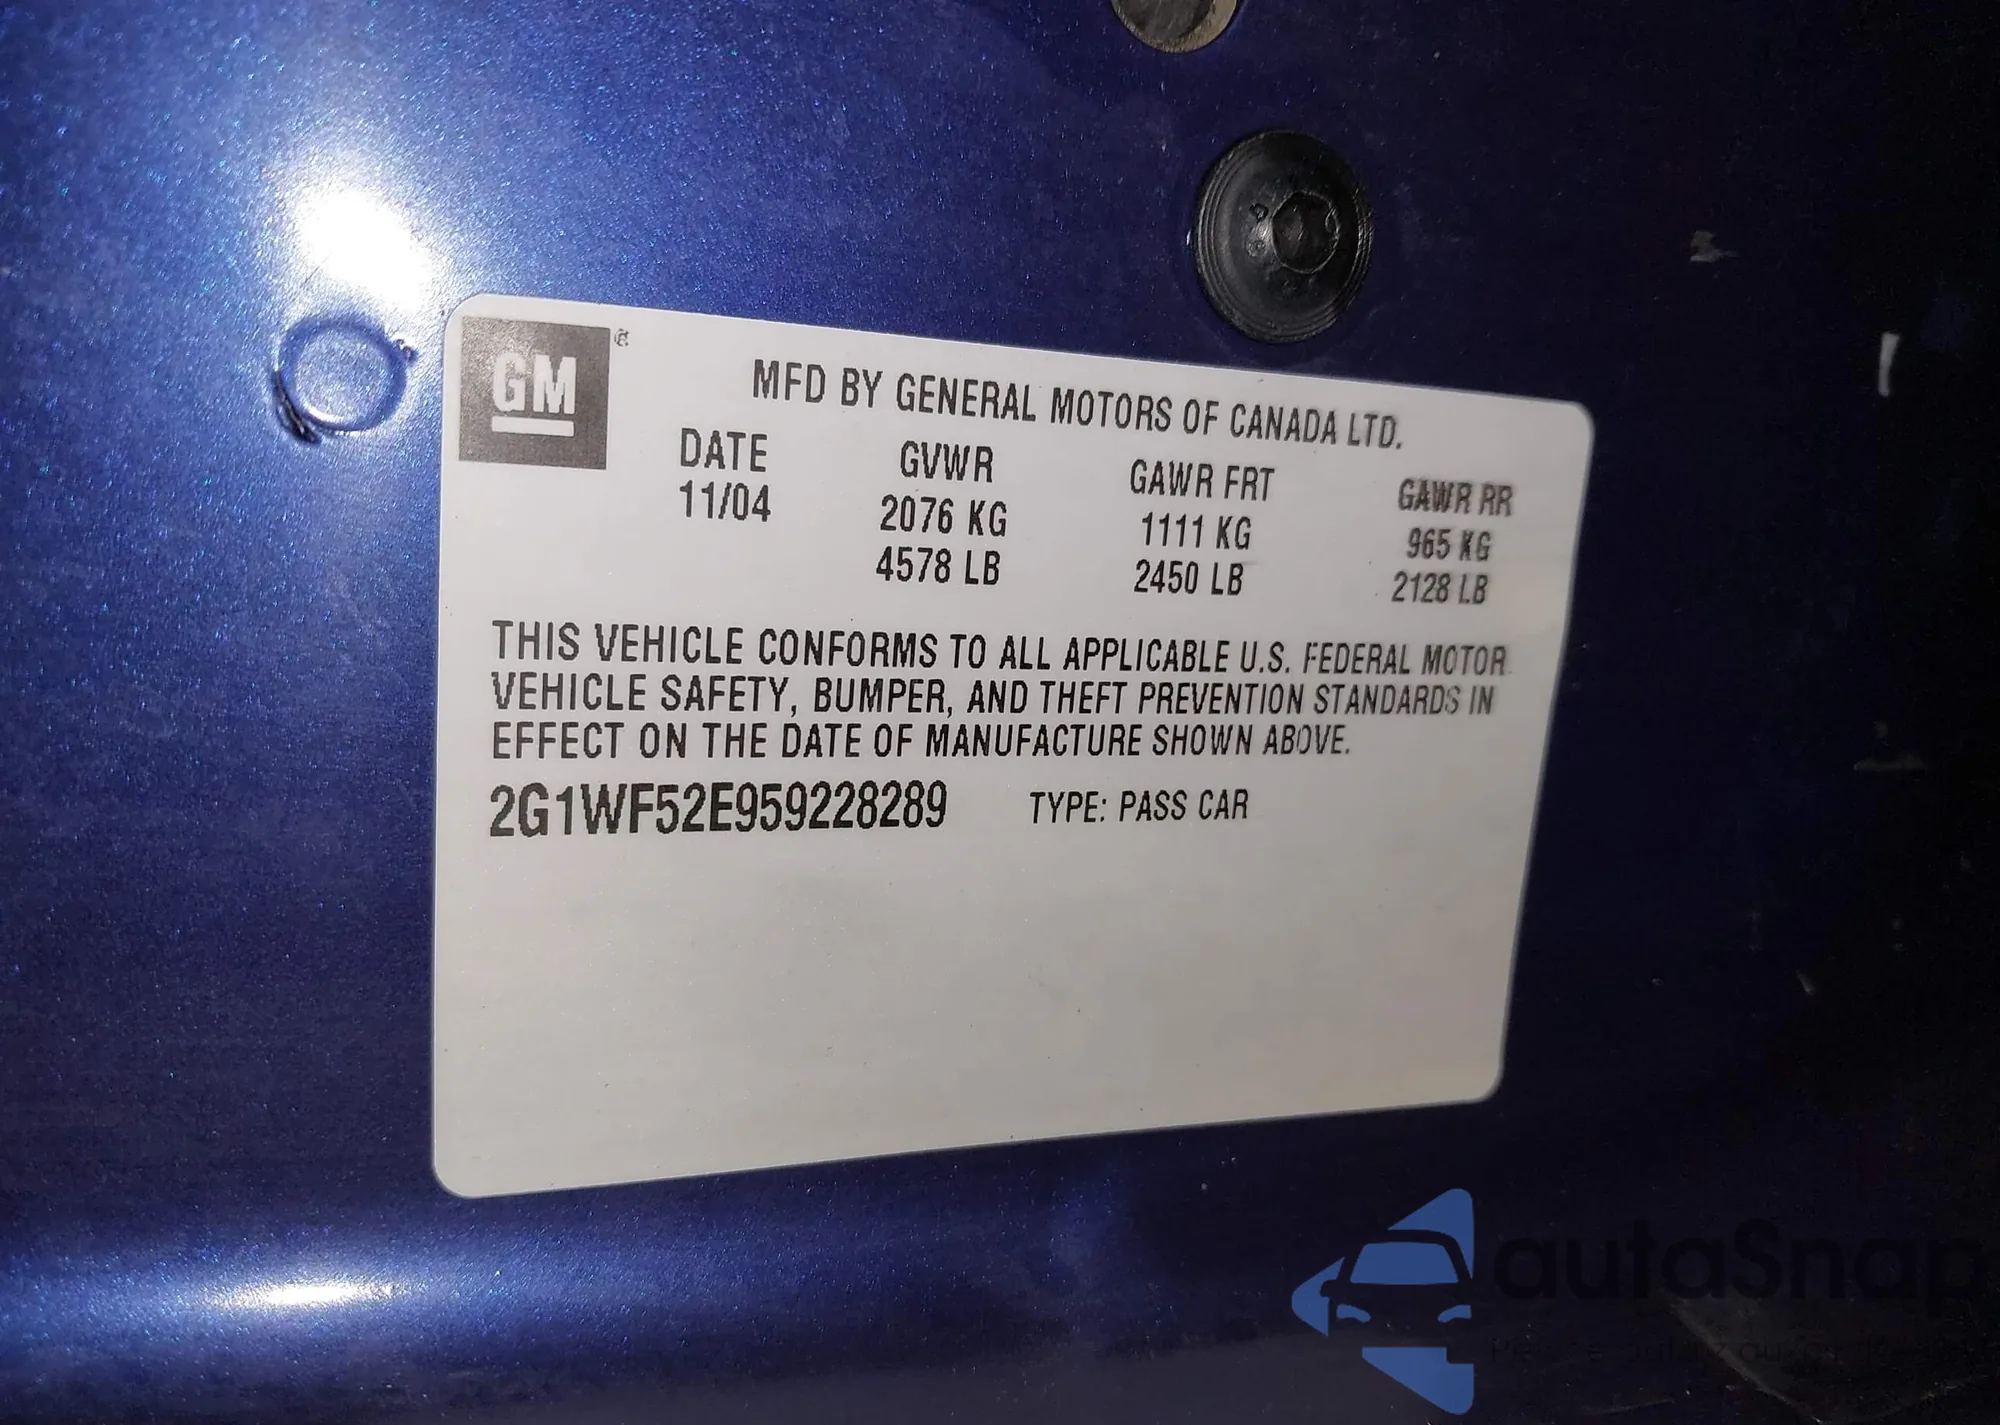 GM
MFD BY GENERAL MOTORS OF CANADA LTD.
DATE GVWR GAWR FRT GAWR RR
11/04 2076 KG 1111 KG 965 KG
4578 LB 2450 LB 2128 LB
THIS VEHICLE CONFORMS TO ALL APPLICABLE U.S. FEDERAL MOTOR
VEHICLE SAFETY, BUMPER, AND THEFT PREVENTION STANDARDS IN
EFFECT ON THE DATE OF MANUFACTURE SHOWN ABOVE.
2G1WF52E959228289 TYPE: PASS CAR
autaSnap